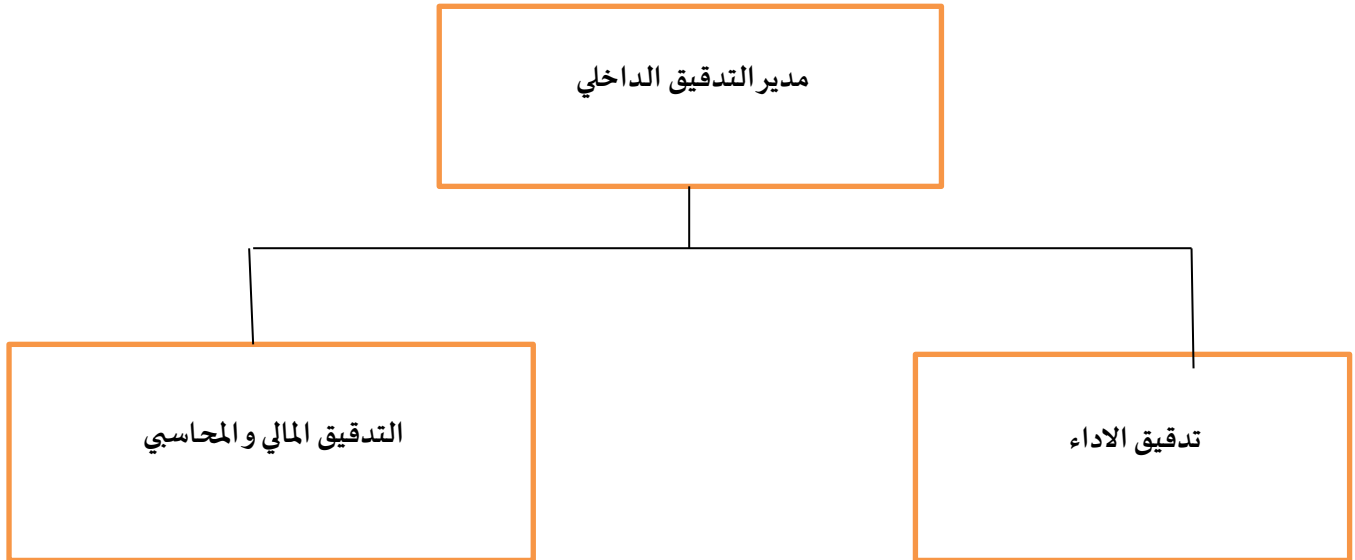 مدير التدقيق الداخلي
تدقيق الاداء
التدقيق المالي و المحاسبي